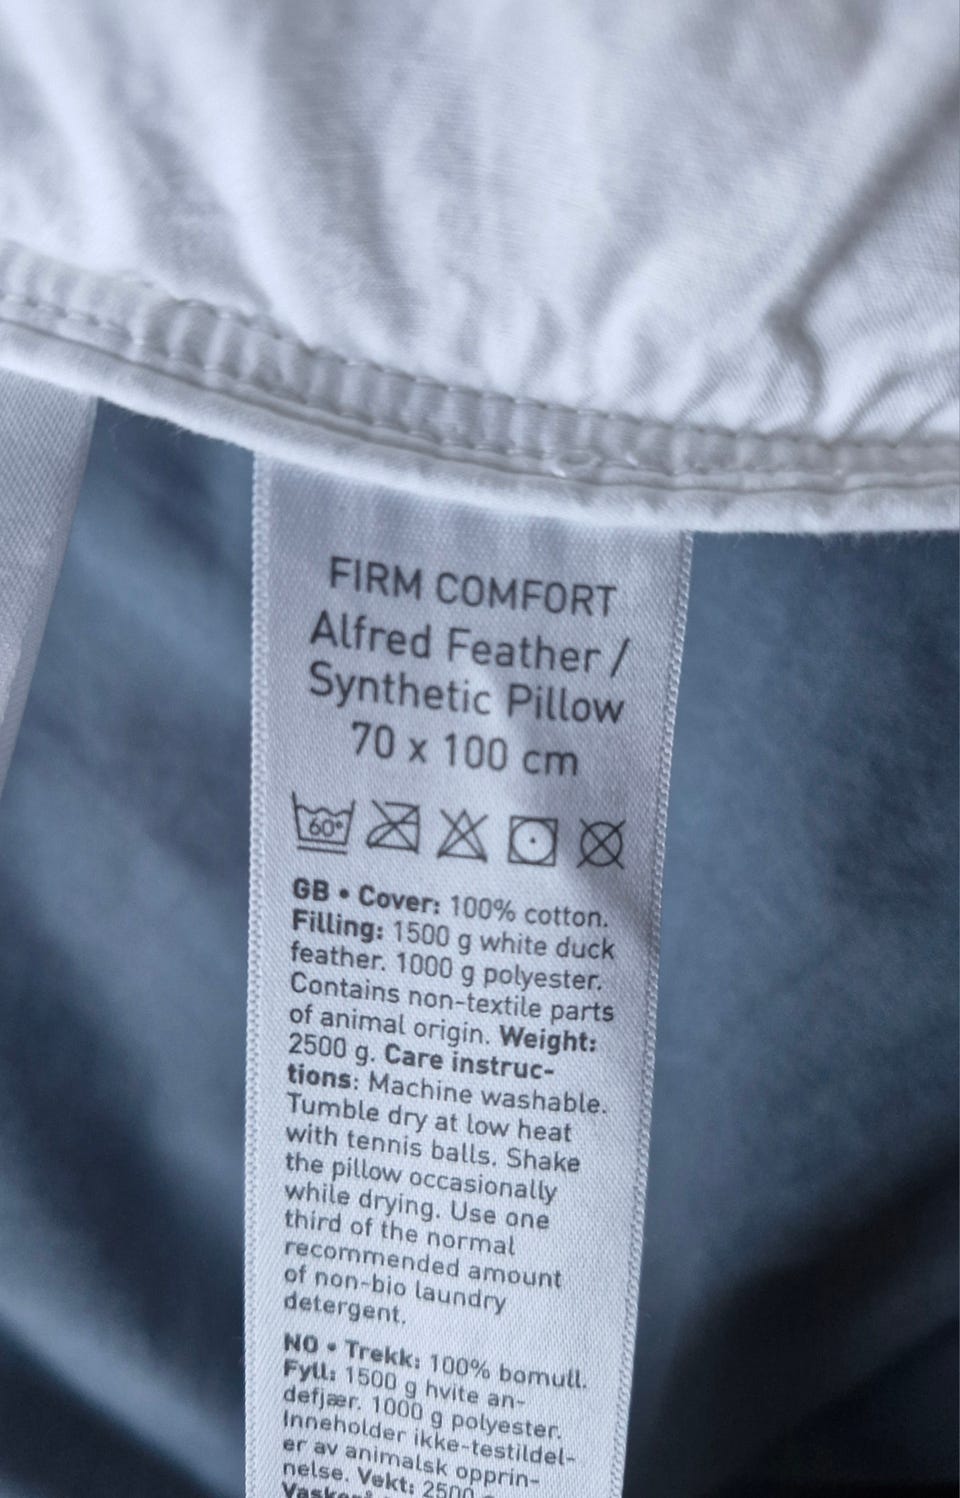 FIRM COMFORT
Alfred Feather /
Synthetic Pillow
70 x 100 cm
60°
GB • Cover: 100% cotton.
Filling: 1500 g white duck
feather. 1000 g polyester.
Contains non-textile parts
of animal origin. Weight:
2500 g. Care instruc-
tions: Machine washable.
Tumble dry at low heat
with tennis balls. Shake
the pillow occasionally
while drying. Use one
third of the normal
recommended amount
of non-bio laundry
detergent.
NO • Trekk: 100% bomull.
Fyll: 1500 g hvite an-
defjær. 1000 g polyester.
Inneholder ikke-testildel-
er av animalsk opprin-
nelse. Vekt: 2500